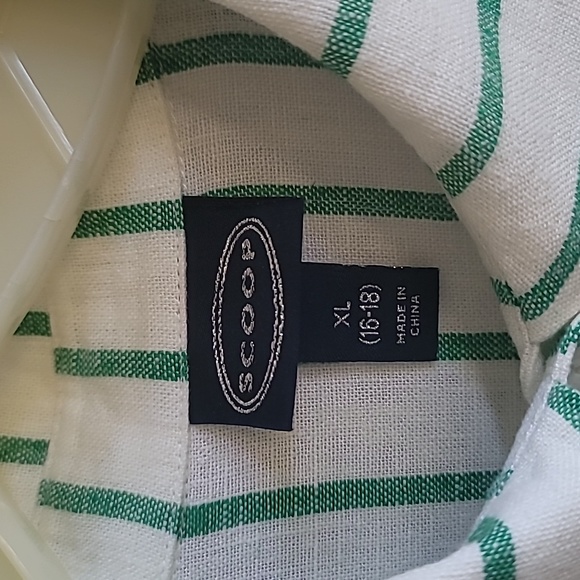 SCOOP
XL
(16-18)
MADE IN
CHINA